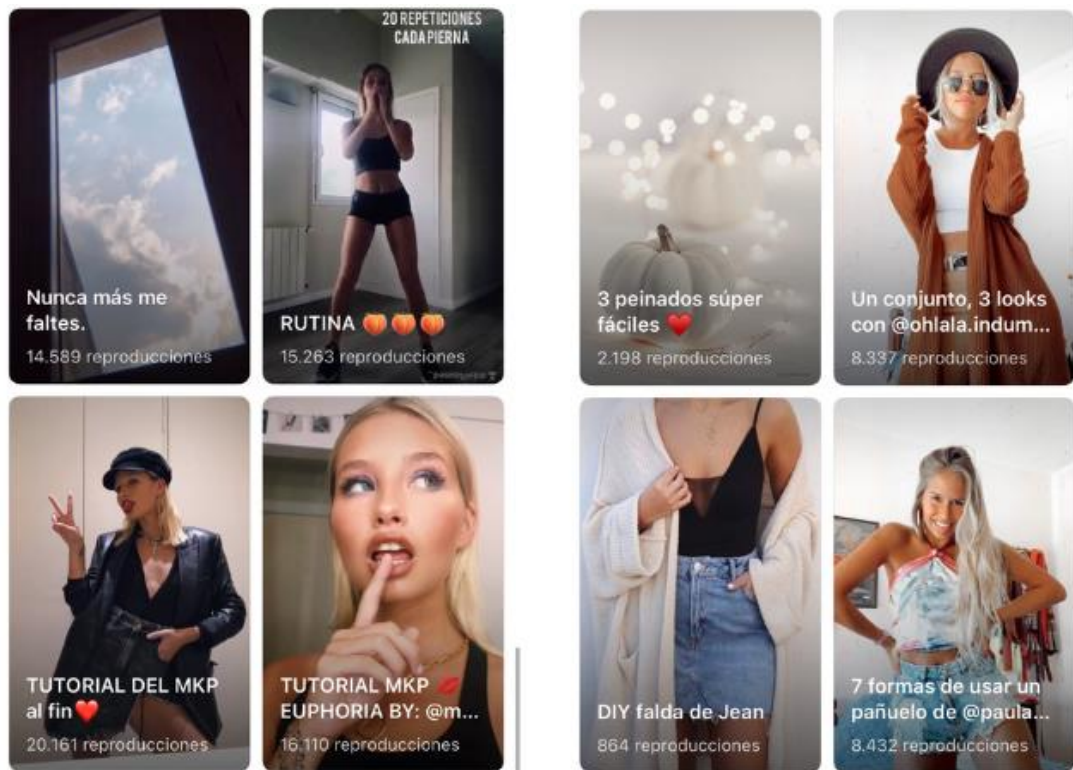 Nunca más me
faltes.
14.589 reproducciones
20 REPETICIONES
CADA PIERNA
RUTINA 🍑🍑🍑
15.263 reproducciones
3 peinados súper
fáciles ❤️
2.198 reproducciones
Un conjunto, 3 looks
con @ohlala.indum...
8.337 reproducciones
TUTORIAL DEL MKP
al fin❤️
20.161 reproducciones
TUTORIAL MKP 💋
EUPHORIA BY: @m...
16.110 reproducciones
DIY falda de Jean
864 reproducciones
7 formas de usar un
pañuelo de @paula...
8.432 reproducciones